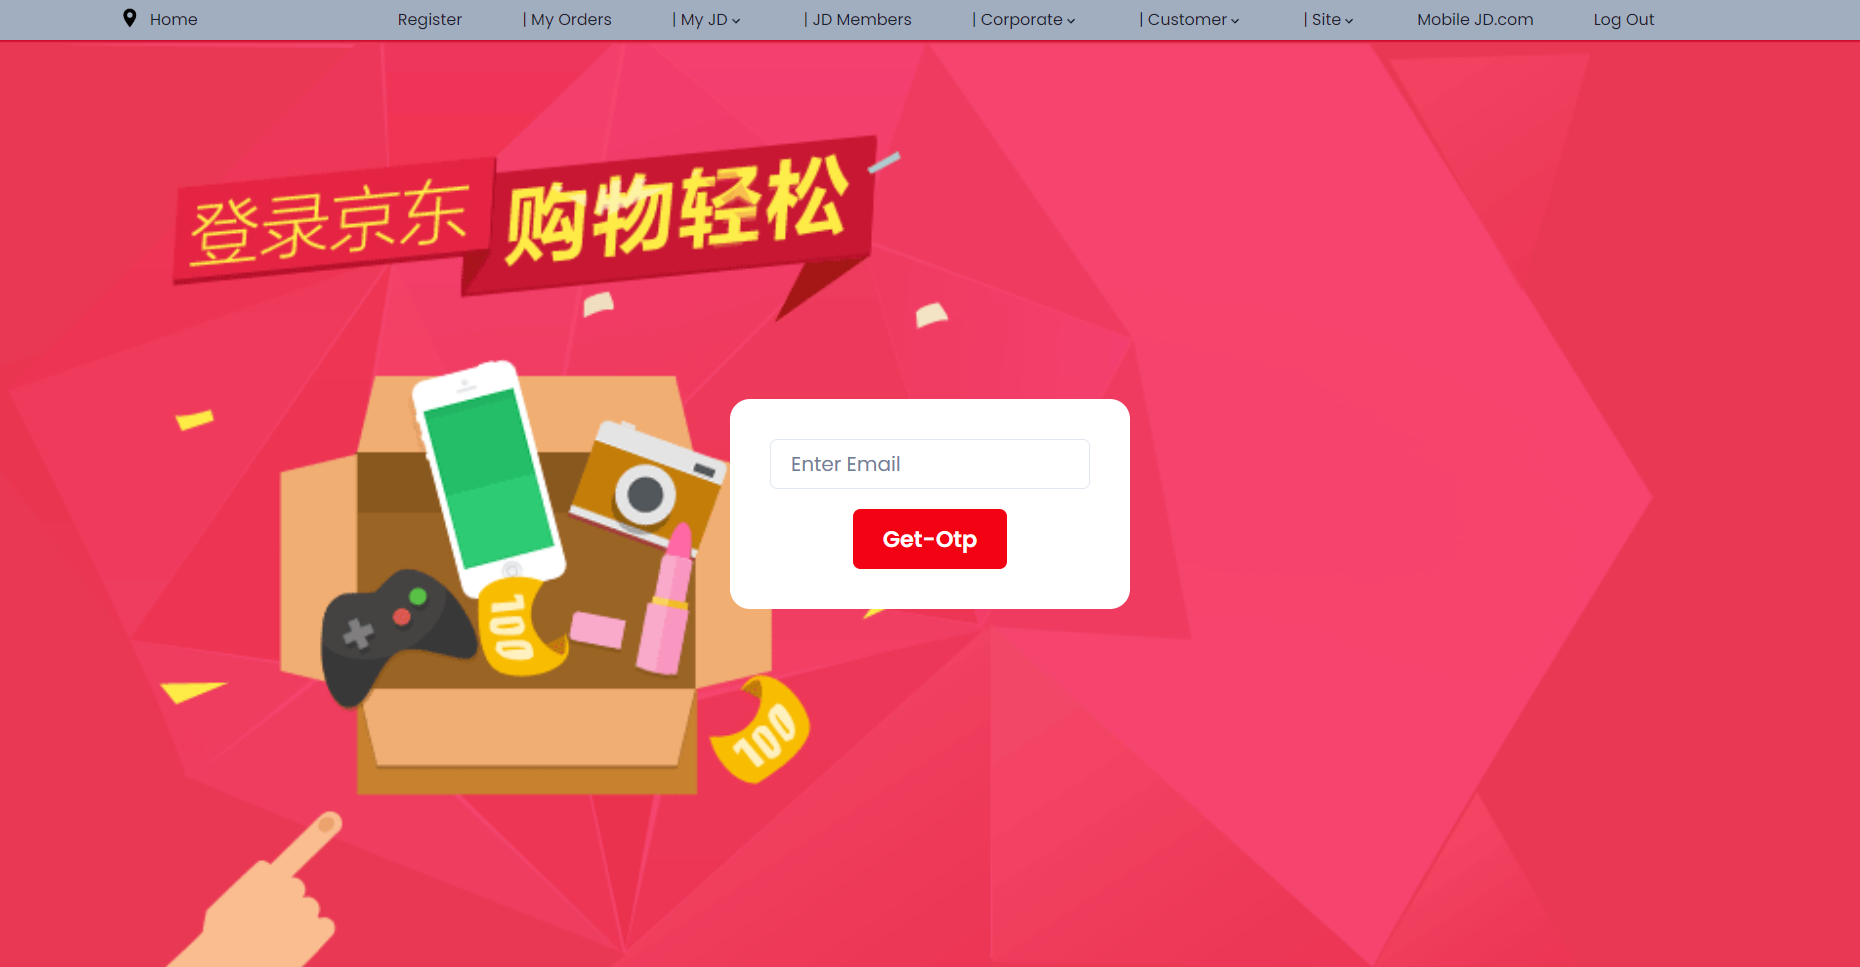 Home Register | My Orders | My JD | JD Members | Corporate | Customer | Site Mobile JD.com Log Out
登录京东 购物轻松
Enter Email
Get-Otp
100
100